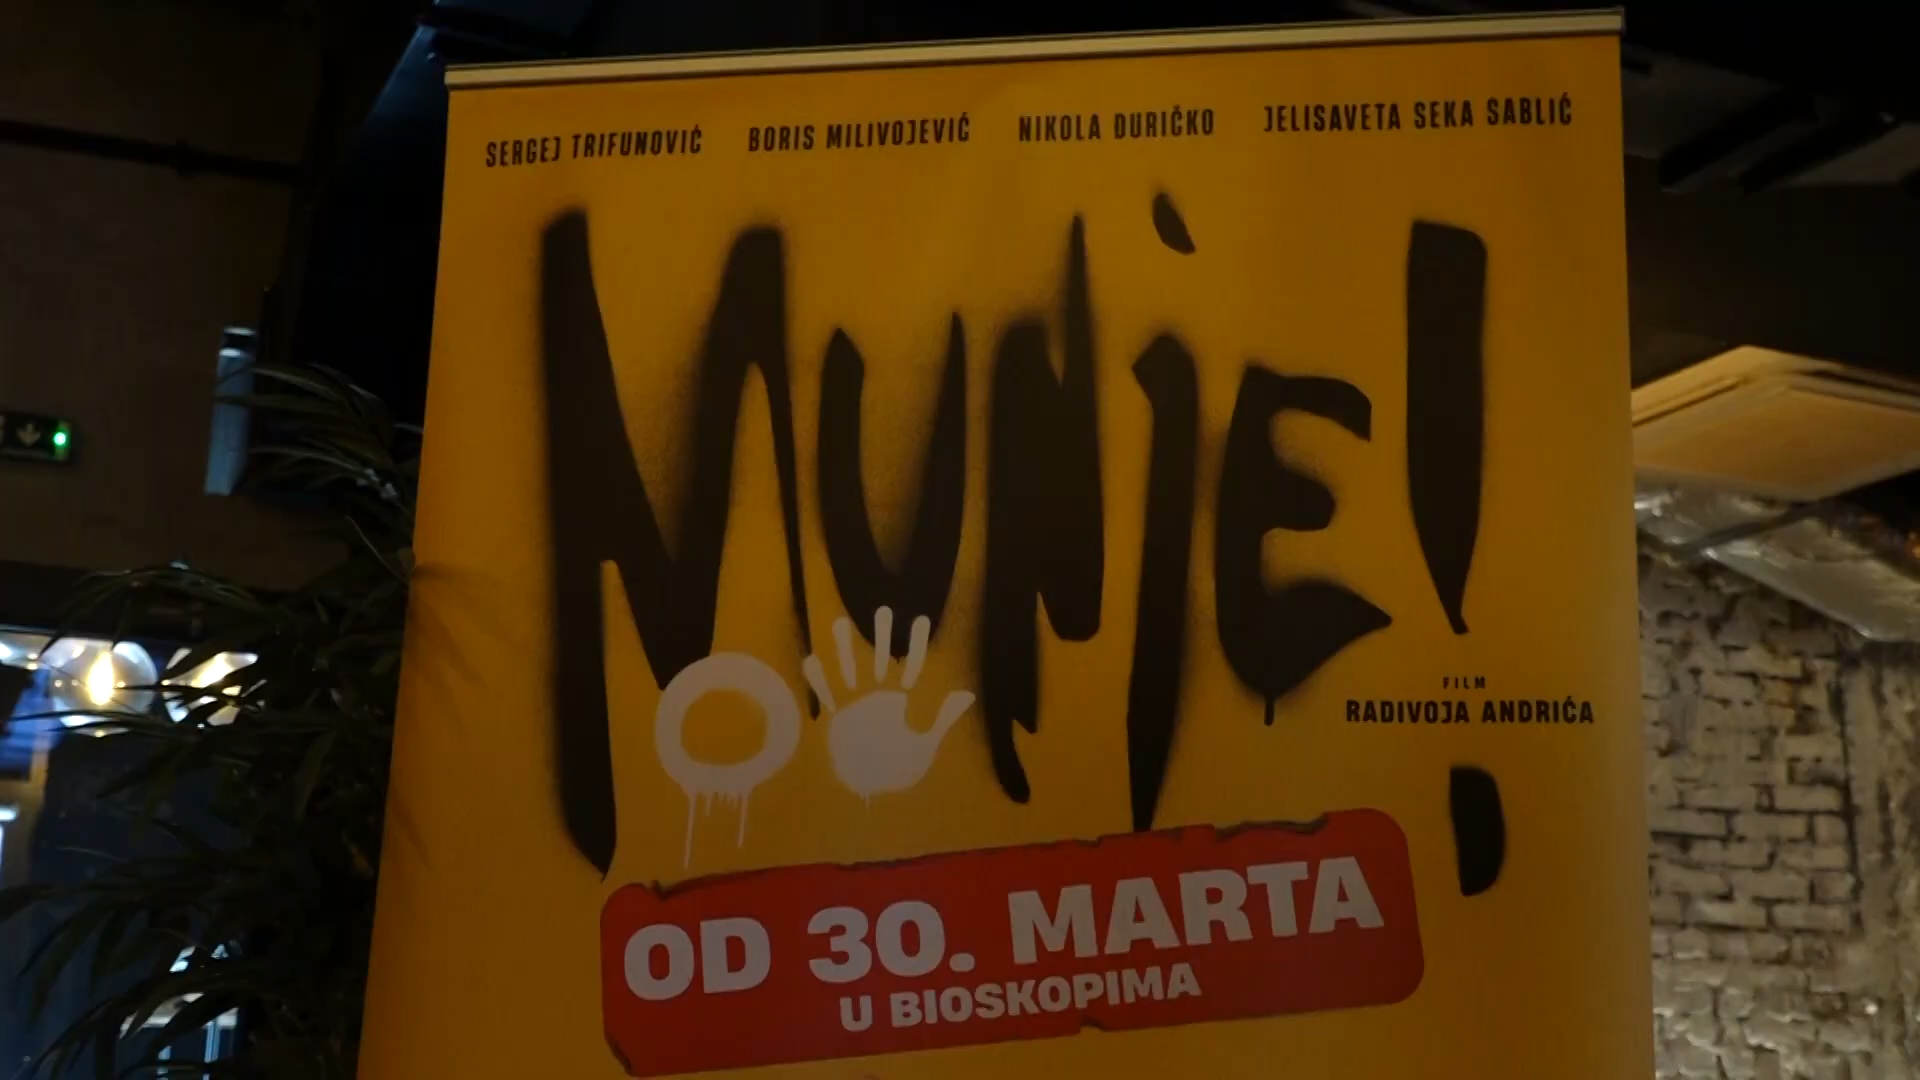 SERGEJ TRIFUNOVIĆ BORIS MILIVOJEVIĆ NIKOLA ĐURIČKO JELISAVETA SEKA SABLIĆ
MUNJE!
FILM
RADIVOJA ANDRIĆA
OD 30. MARTA
U BIOSKOPIMA